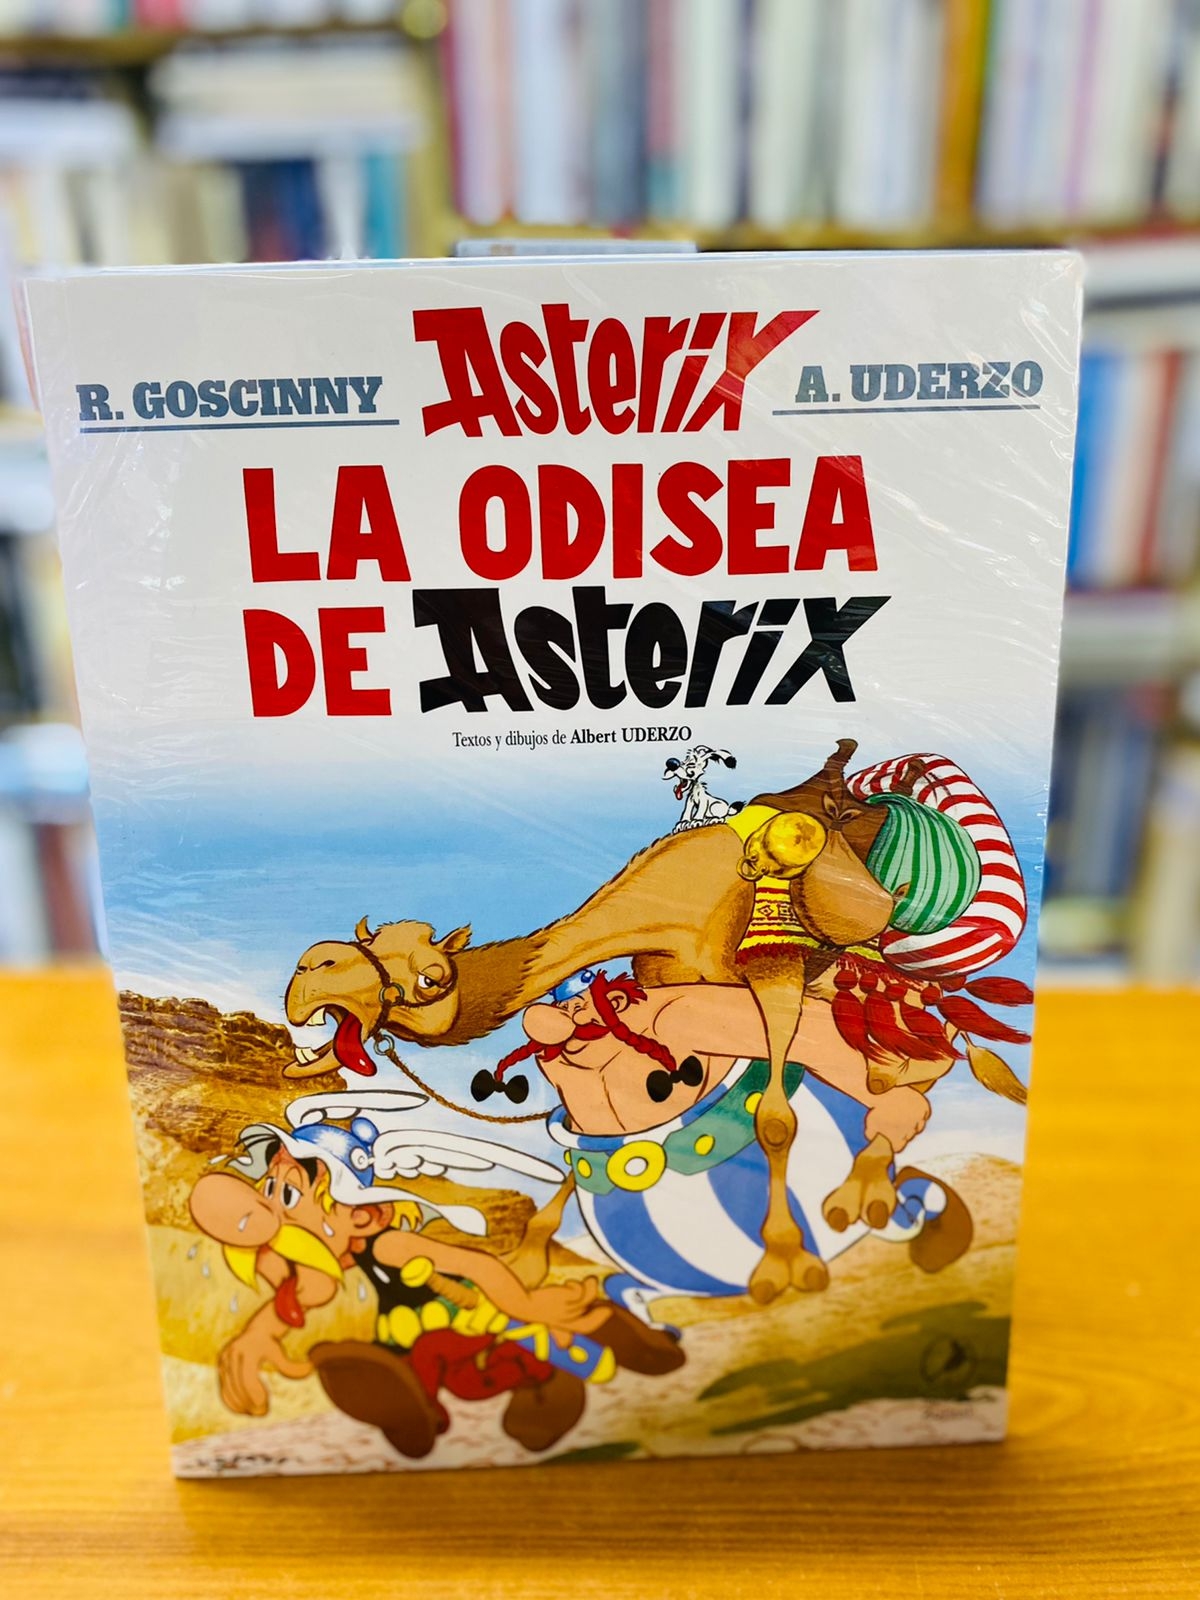 R. GOSCINNY Asterix A. UDERZO
LA ODISEA
DE Asterix
Textos y dibujos de Albert UDERZO